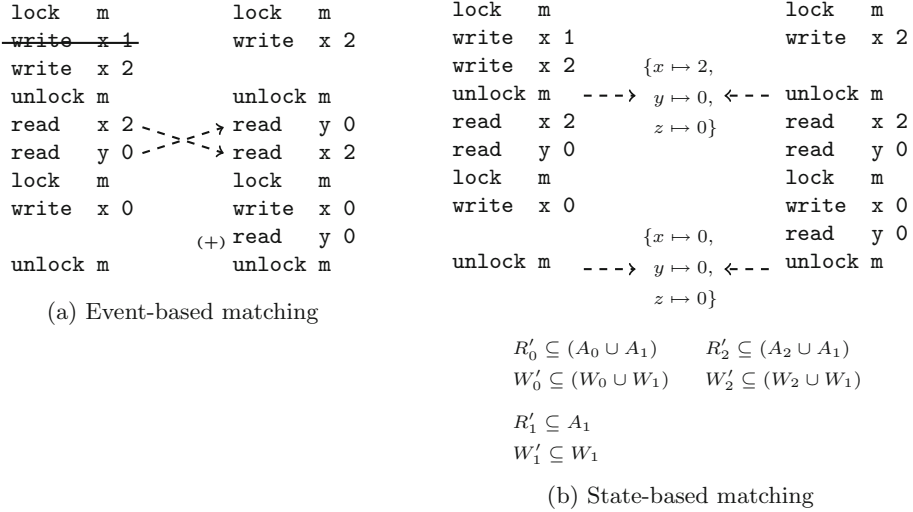 lock m
write x 1
write x 2
unlock m
read x 2
read y 0
lock m
write x 0
unlock m
lock m
write x 2
unlock m
read y 0
read x 2
lock m
write x 0
(+) read y 0
unlock m
(a) Event-based matching
lock m
write x 1
write x 2
unlock m
read x 2
read y 0
lock m
write x 0
unlock m
{x ↦ 2,
y ↦ 0,
z ↦ 0}
{x ↦ 0,
y ↦ 0,
z ↦ 0}
lock m
write x 2
unlock m
read x 2
read y 0
lock m
write x 0
read y 0
unlock m
R′₀ ⊆ (A₀ ∪ A₁) R′₂ ⊆ (A₂ ∪ A₁)
W′₀ ⊆ (W₀ ∪ W₁) W′₂ ⊆ (W₂ ∪ W₁)
R′₁ ⊆ A₁
W′₁ ⊆ W₁
(b) State-based matching